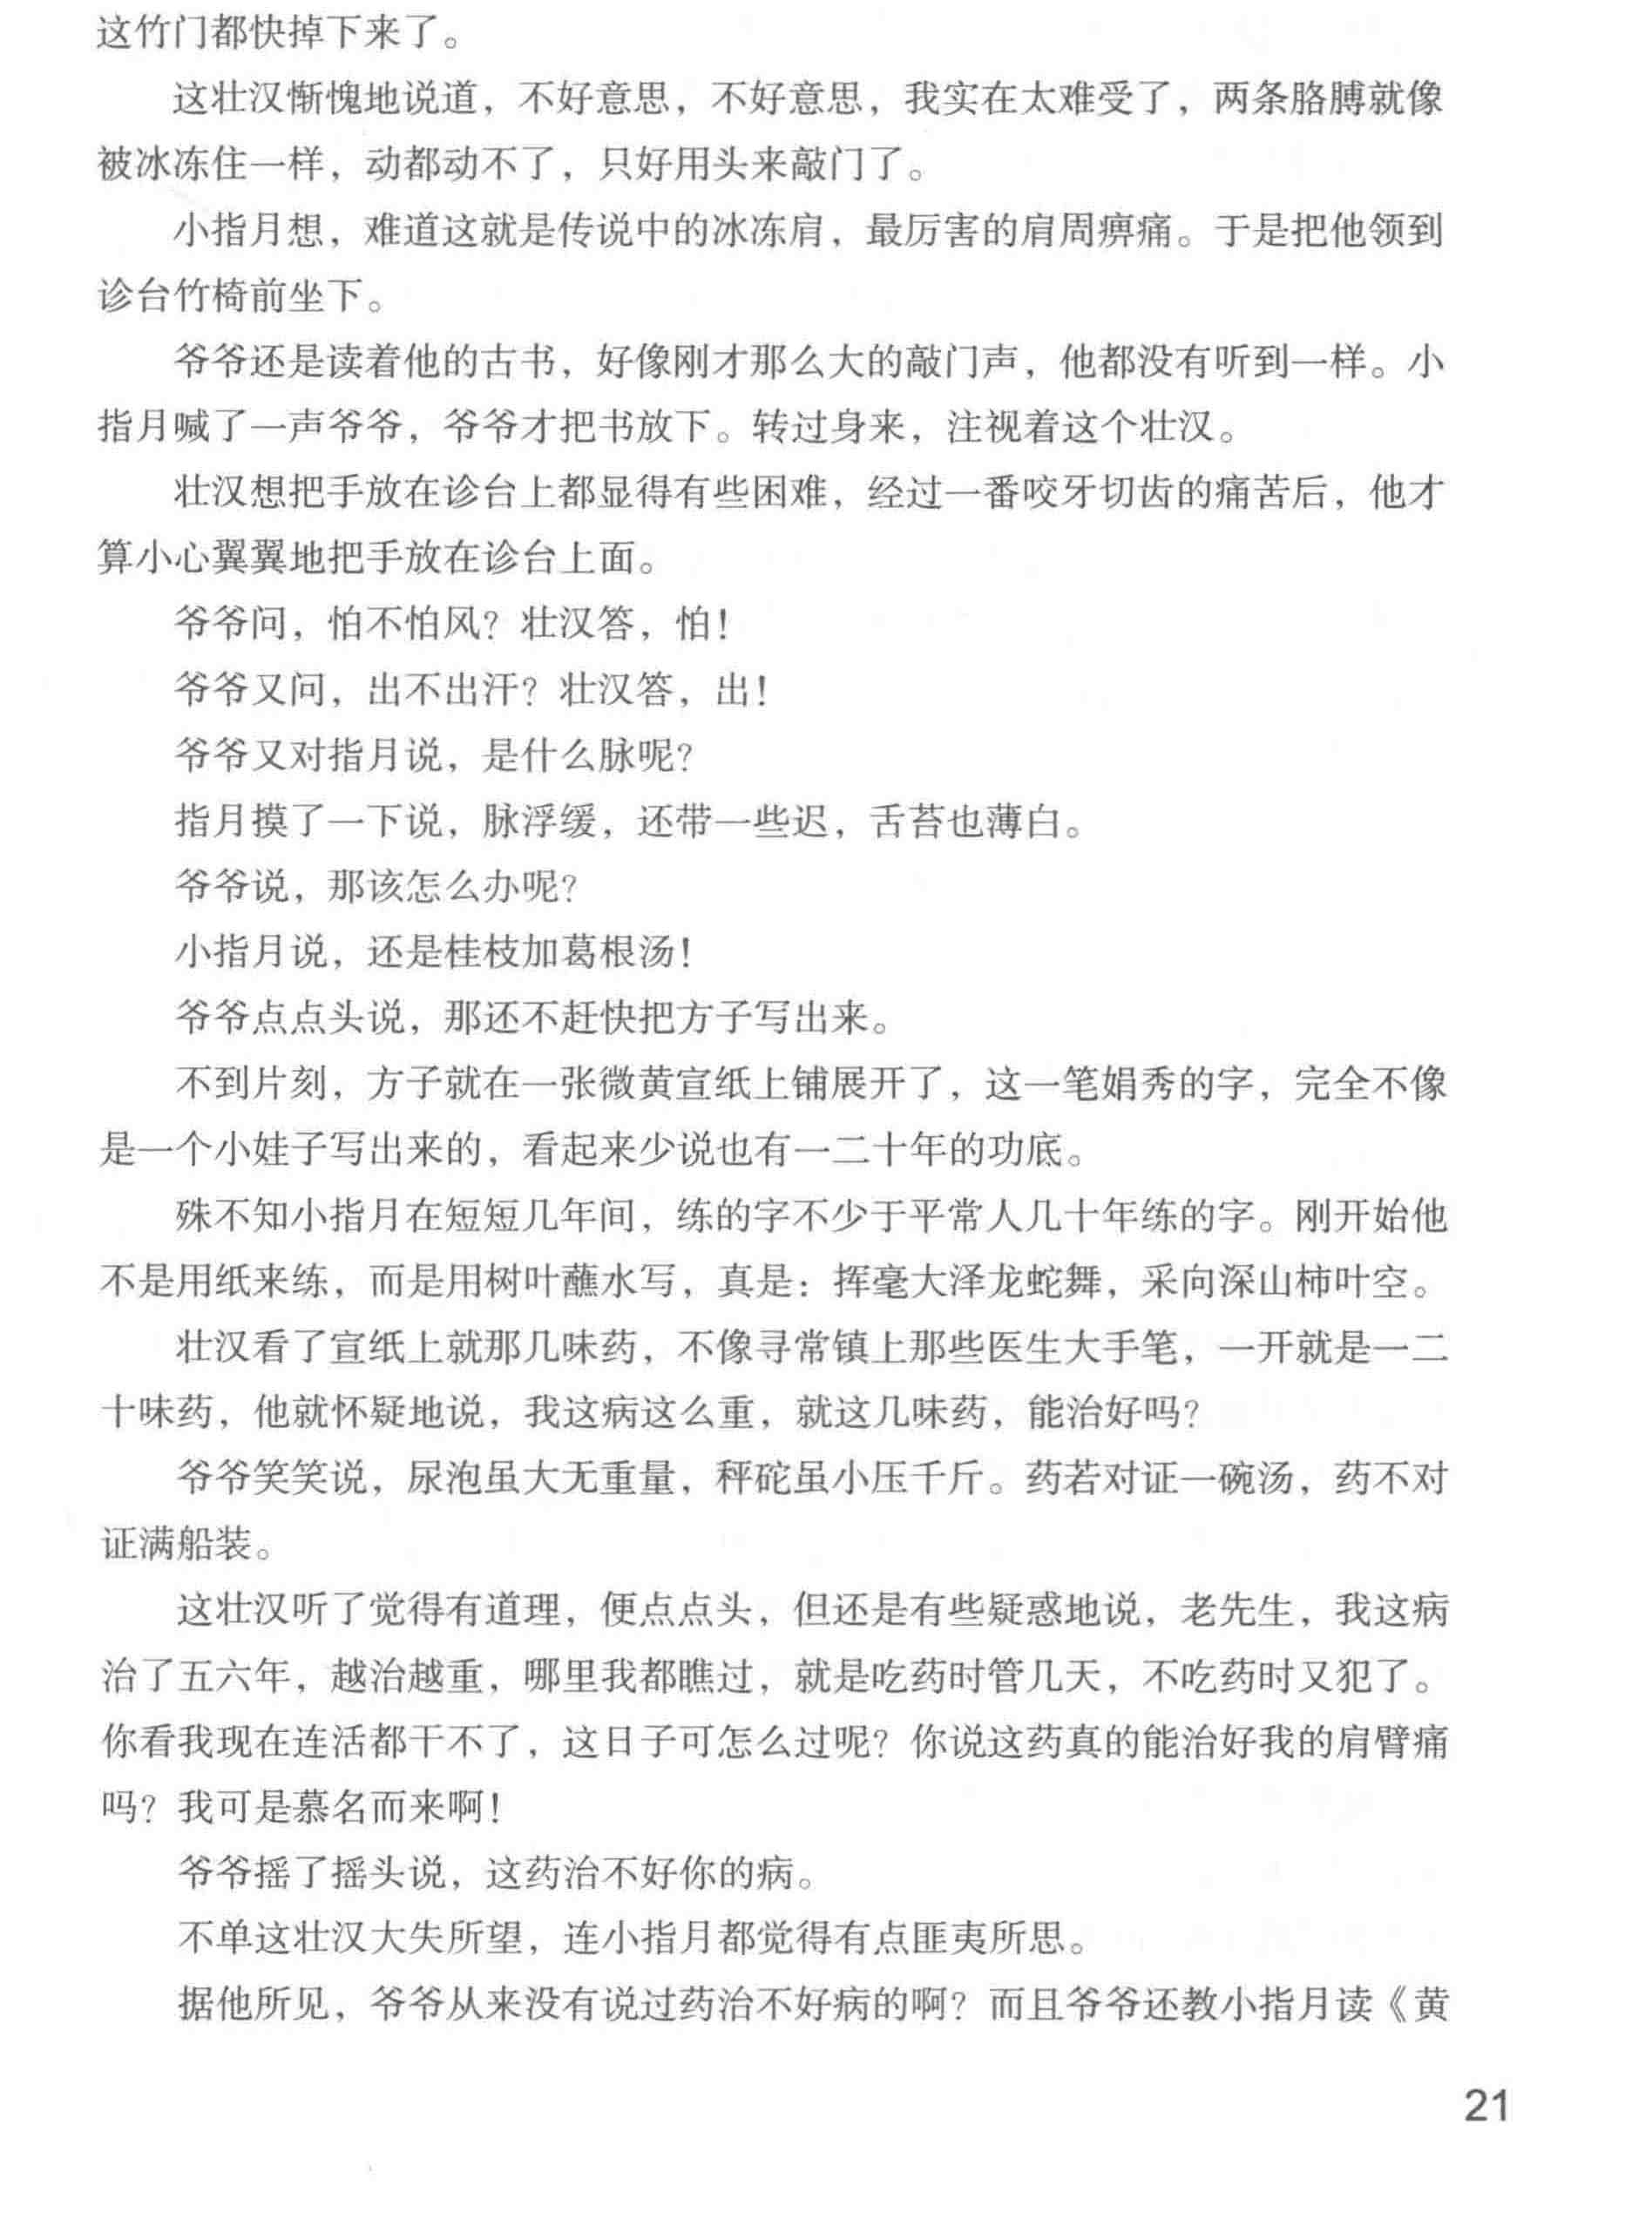 这竹门都快掉下来了。
这壮汉惭愧地说道，不好意思，不好意思，我实在太难受了，两条胳膊就像
被冰冻住一样，动都动不了，只好用头来敲门了。
小指月想，难道这就是传说中的冰冻肩，最厉害的肩周痹痛。于是把他领到
诊台竹椅前坐下。
爷爷还是读着他的古书，好像刚才那么大的敲门声，他都没有听到一样。小
指月喊了一声爷爷，爷爷才把书放下。转过身来，注视着这个壮汉。
壮汉想把手放在诊台上都显得有些困难，经过一番咬牙切齿的痛苦后，他才
算小心翼翼地把手放在诊台上面。
爷爷问，怕不怕风？壮汉答，怕！
爷爷又问，出不出汗？壮汉答，出！
爷爷又对指月说，是什么脉呢？
指月摸了一下说，脉浮缓，还带一些迟，舌苔也薄白。
爷爷说，那该怎么办呢？
小指月说，还是桂枝加葛根汤！
爷爷点点头说，那还不赶快把方子写出来。
不到片刻，方子就在一张微黄宣纸上铺展开了，这一笔娟秀的字，完全不像
是一个小娃子写出来的，看起来少说也有一二十年的功底。
殊不知小指月在短短几年间，练的字不少于平常人几十年练的字。刚开始他
不是用纸来练，而是用树叶蘸水写，真是：挥毫大泽龙蛇舞，采向深山柿叶空。
壮汉看了宣纸上就那几味药，不像寻常镇上那些医生大手笔，一开就是一二
十味药，他就怀疑地说，我这病这么重，就这几味药，能治好吗？
爷爷笑笑说，尿泡虽大无重量，秤砣虽小压千斤。药若对证一碗汤，药不对
证满船装。
这壮汉听了觉得有道理，便点点头，但还是有些疑惑地说，老先生，我这病
治了五六年，越治越重，哪里我都瞧过，就是吃药时管几天，不吃药时又犯了。
你看我现在连活都干不了，这日子可怎么过呢？你说这药真的能治好我的肩臂痛
吗？我可是慕名而来啊！
爷爷摇了摇头说，这药治不好你的病。
不单这壮汉大失所望，连小指月都觉得有点匪夷所思。
据他所见，爷爷从来没有说过药治不好病的啊？而且爷爷还教小指月读《黄
21